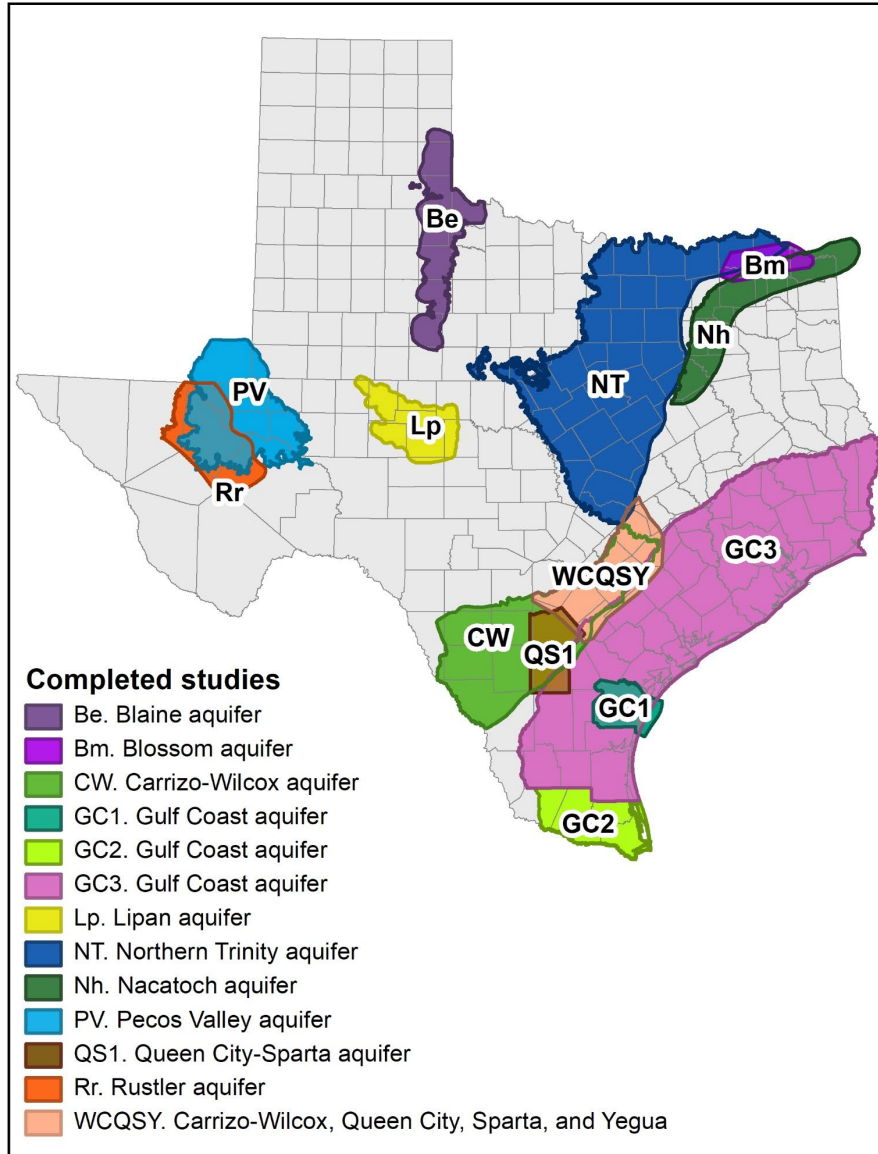 Be
Bm
Nh
NT
PV
Lp
Rr
GC3
WCQSY
CW
QS1
GC1
GC2
Completed studies
Be. Blaine aquifer
Bm. Blossom aquifer
CW. Carrizo-Wilcox aquifer
GC1. Gulf Coast aquifer
GC2. Gulf Coast aquifer
GC3. Gulf Coast aquifer
Lp. Lipan aquifer
NT. Northern Trinity aquifer
Nh. Nacatoch aquifer
PV. Pecos Valley aquifer
QS1. Queen City-Sparta aquifer
Rr. Rustler aquifer
WCQSY. Carrizo-Wilcox, Queen City, Sparta, and Yegua